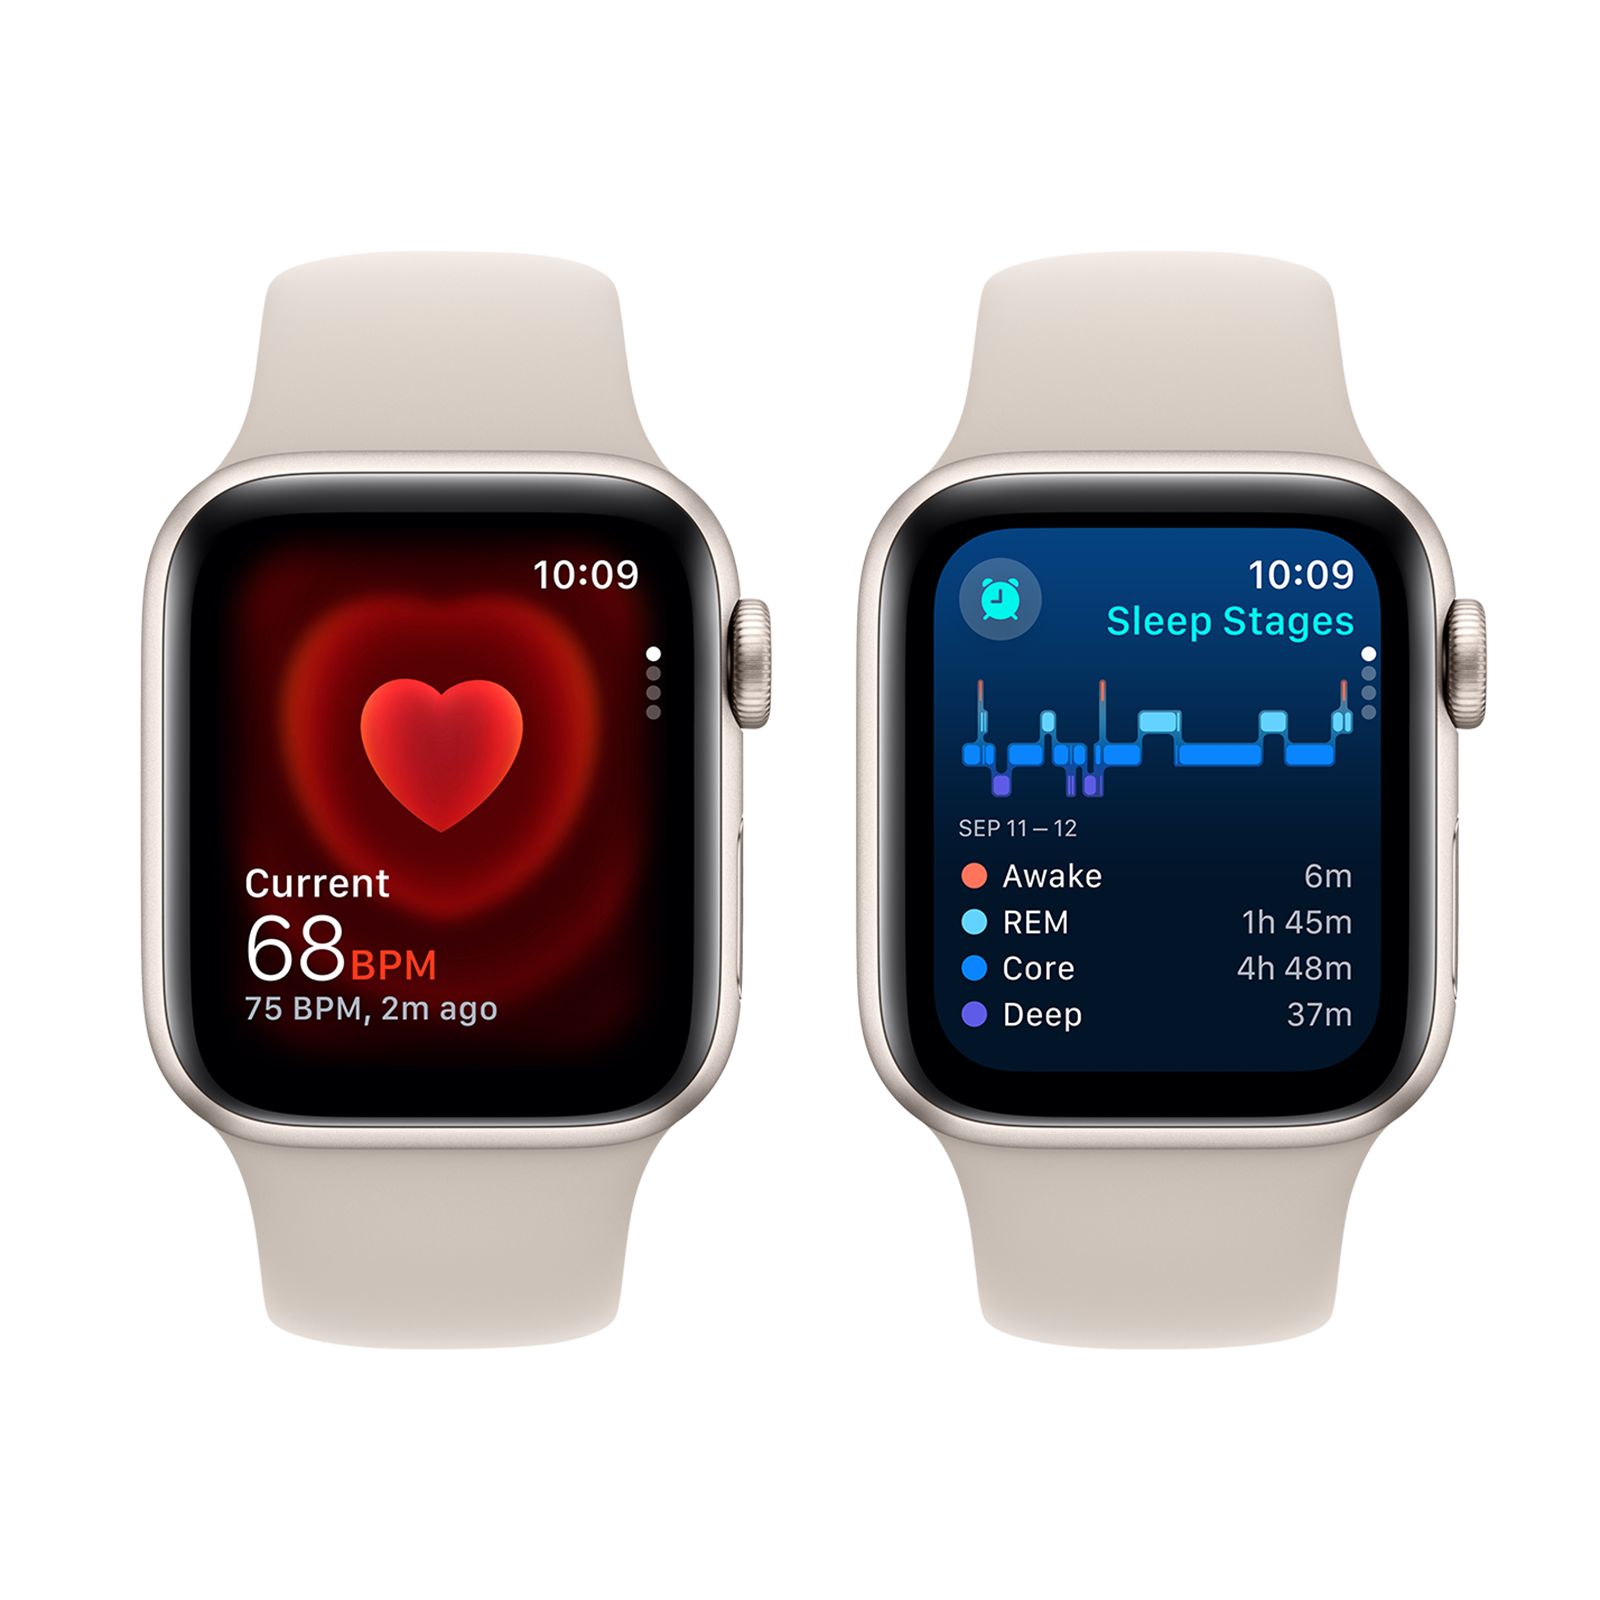 10:09
Current
68BPM
75 BPM, 2m ago
10:09
Sleep Stages
SEP 11 – 12
Awake 6m
REM 1h 45m
Core 4h 48m
Deep 37m